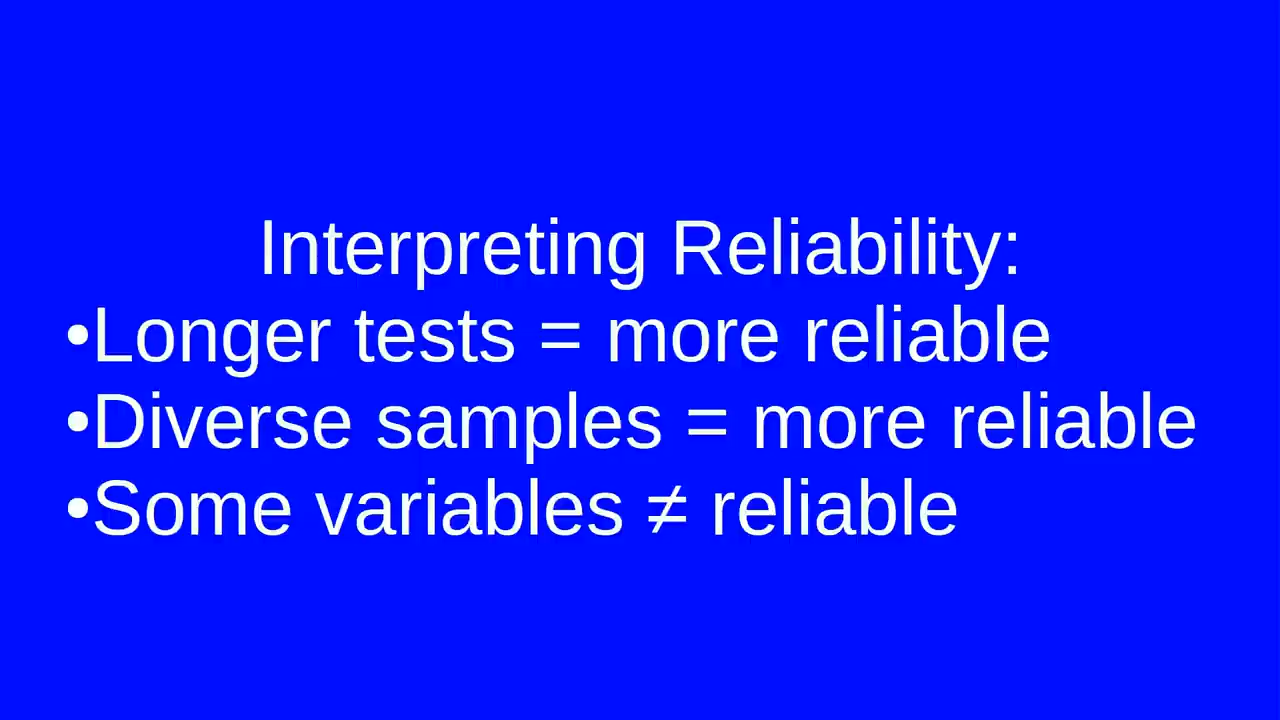 Interpreting Reliability:
•Longer tests = more reliable
•Diverse samples = more reliable
•Some variables ≠ reliable